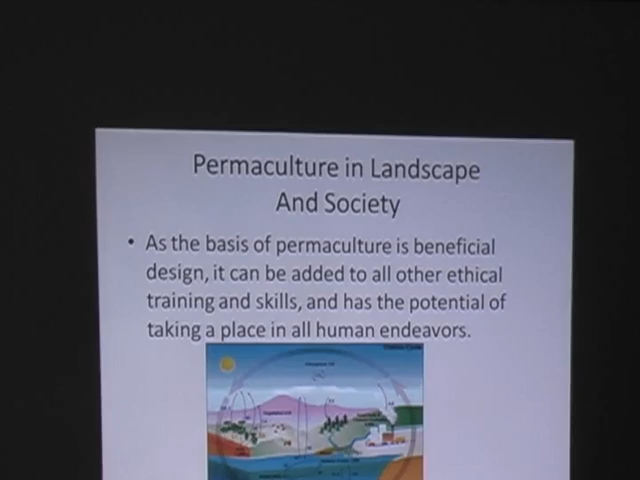 Permaculture in Landscape
And Society
• As the basis of permaculture is beneficial
design, it can be added to all other ethical
training and skills, and has the potential of
taking a place in all human endeavors.